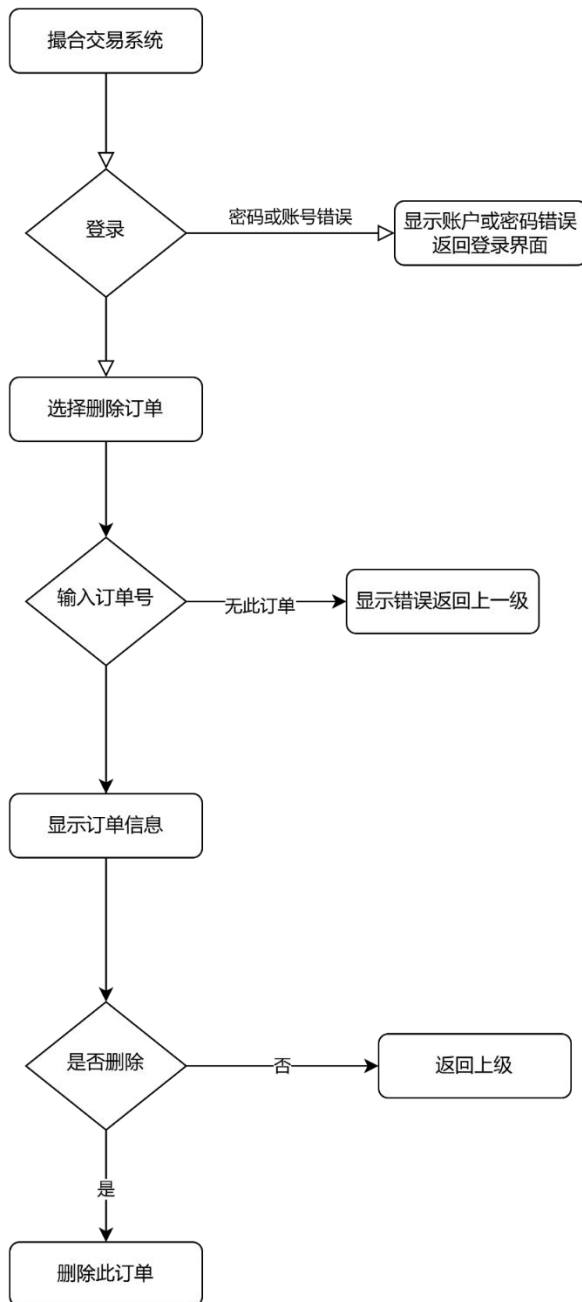 撮合交易系统
登录
密码或账号错误
显示账户或密码错误
返回登录界面
选择删除订单
输入订单号
无此订单
显示错误返回上一级
显示订单信息
是否删除
否
返回上级
是
删除此订单